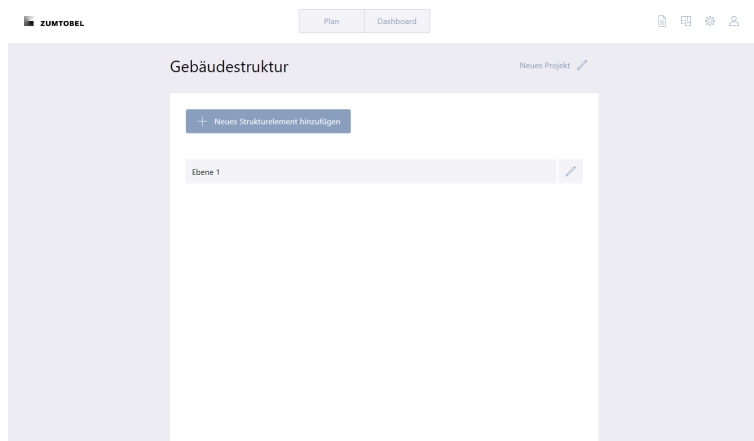 ZUMTOBEL
Plan
Dashboard
Gebäudestruktur
Neues Projekt
Neues Strukturelement hinzufügen
Ebene 1